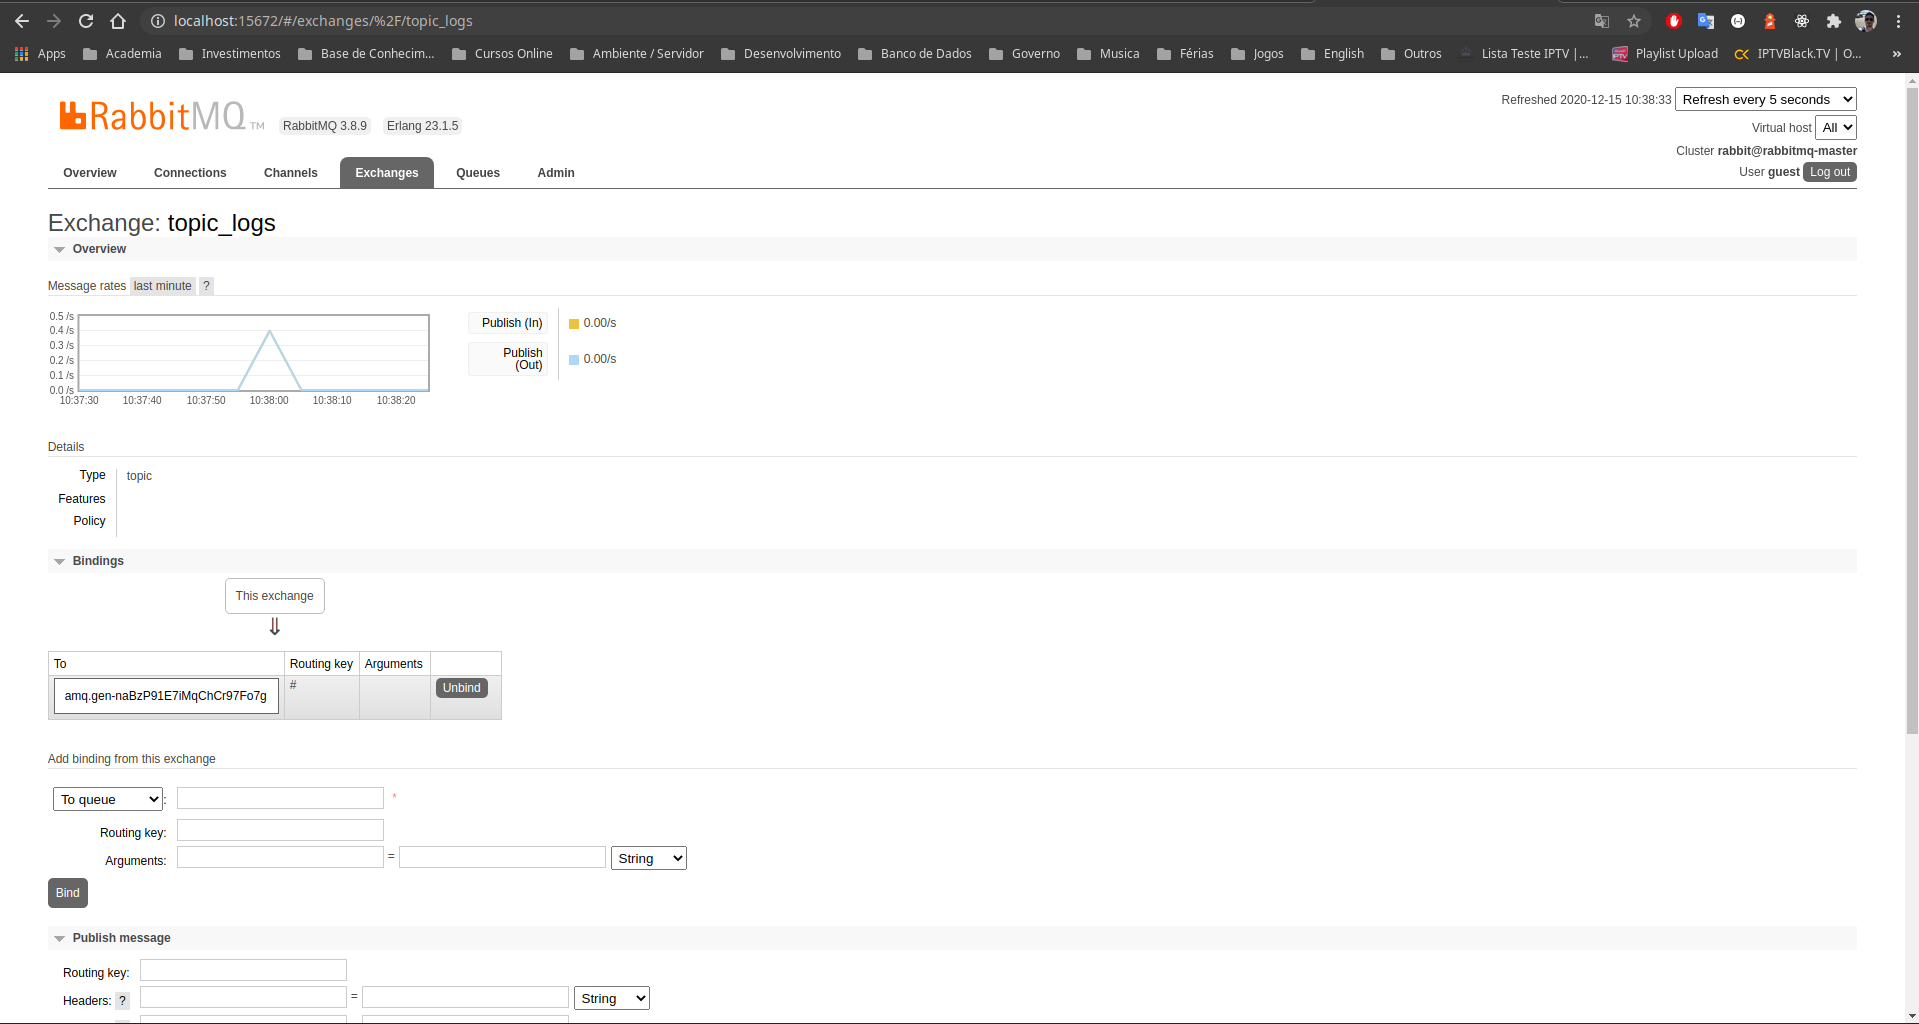 localhost:15672/#/exchanges/%2F/topic_logs
Apps Academia Investimentos Base de Conhecim... Cursos Online Ambiente / Servidor Desenvolvimento Banco de Dados Governo Musica Férias Jogos English Outros Lista Teste IPTV |... Playlist Upload IPTVBlack.TV | O... »
RabbitMQ TM RabbitMQ 3.8.9 Erlang 23.1.5
Refreshed 2020-12-15 10:38:33 Refresh every 5 seconds
Virtual host All
Cluster rabbit@rabbitmq-master
User guest Log out
Overview Connections Channels Exchanges Queues Admin
Exchange: topic_logs
Overview
Message rates last minute ?
0.5 /s
0.4 /s
0.3 /s
0.2 /s
0.1 /s
0.0 /s
10:37:30 10:37:40 10:37:50 10:38:00 10:38:10 10:38:20
Publish (In) 0.00/s
Publish (Out) 0.00/s
Details
Type topic
Features
Policy
Bindings
This exchange
⇓
To Routing key Arguments
amq.gen-naBzP91E7iMqChCr97Fo7g # Unbind
Add binding from this exchange
To queue : *
Routing key:
Arguments: = String
Bind
Publish message
Routing key:
Headers: ? = String